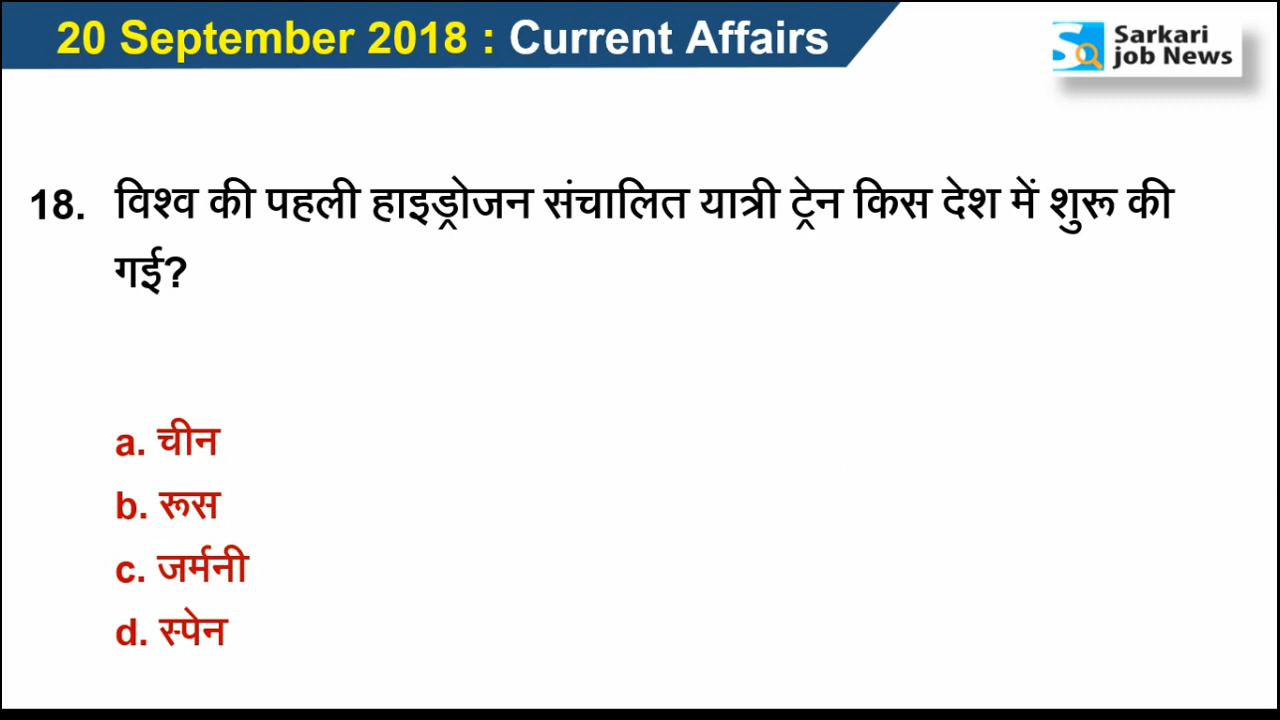 20 September 2018 : Current Affairs
Sarkari
job News
18. विश्व की पहली हाइड्रोजन संचालित यात्री ट्रेन किस देश में शुरू की
गई?
a. चीन
b. रूस
c. जर्मनी
d. स्पेन